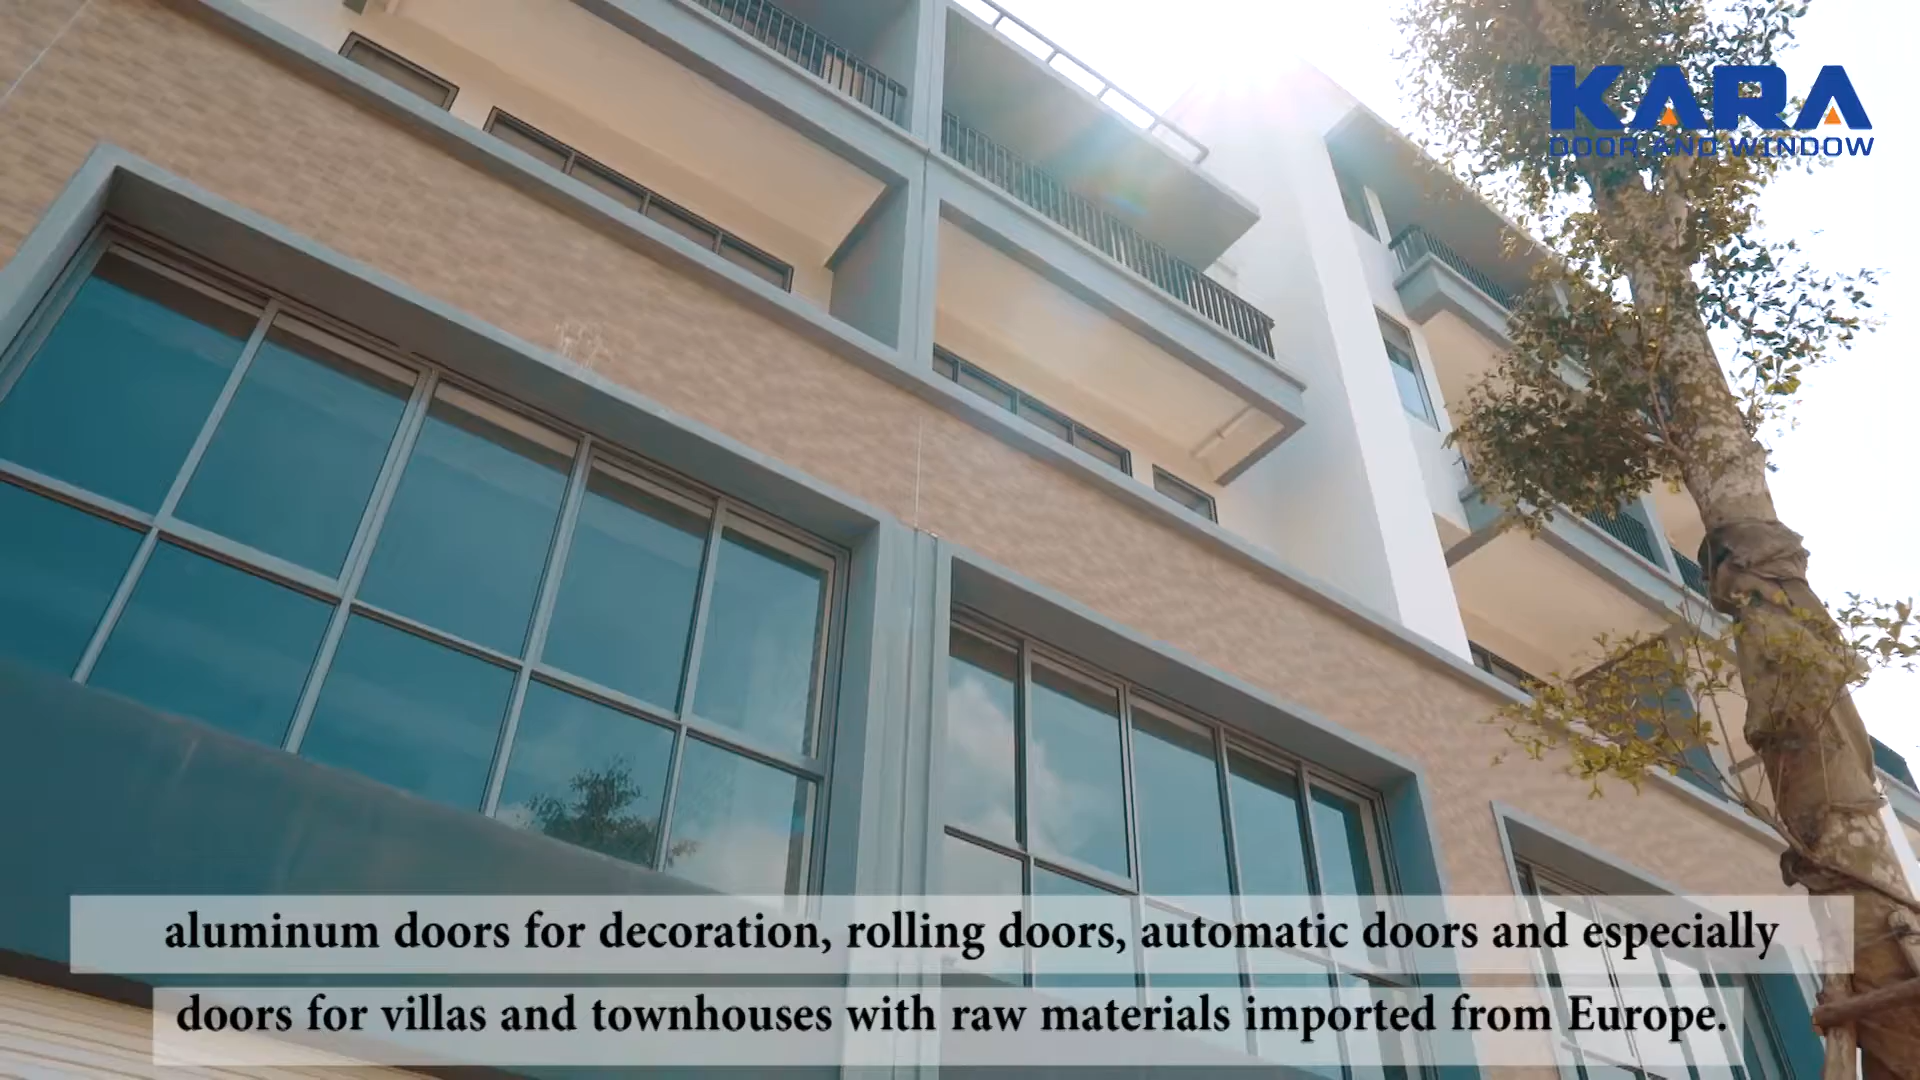 KARA
DOOR AND WINDOW
aluminum doors for decoration, rolling doors, automatic doors and especially
doors for villas and townhouses with raw materials imported from Europe.